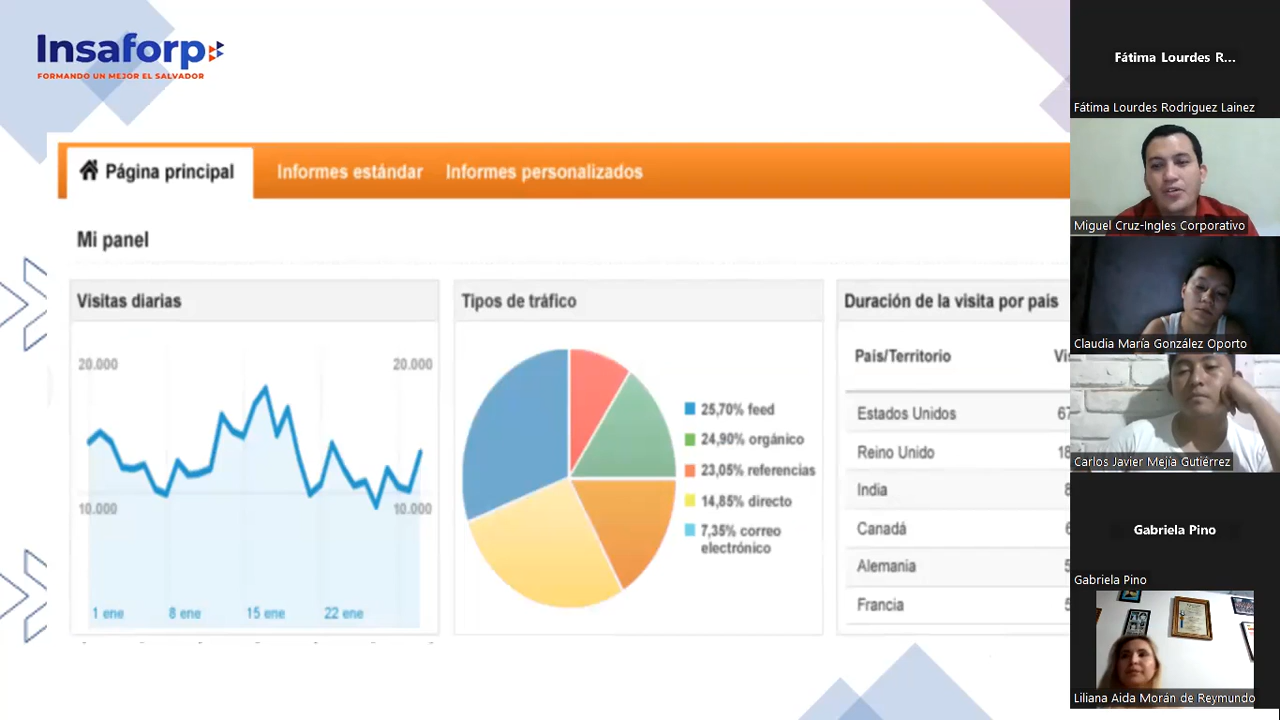 Insaforp
FORMANDO UN MEJOR EL SALVADOR
Página principal
Informes estándar
Informes personalizados
Mi panel
Visitas diarias
20.000
20.000
10.000
10.000
1 ene
8 ene
15 ene
22 ene
Tipos de tráfico
25,70% feed
24,90% orgánico
23,05% referencias
14,85% directo
7,35% correo
electrónico
Duración de la visita por país
País/Territorio
Estados Unidos
Reino Unido
India
Canadá
Alemania
Francia
Fátima Lourdes R...
Fátima Lourdes Rodriguez Lainez
Miguel Cruz-Ingles Corporativo
Claudia María González Oporto
Carlos Javier Mejía Gutiérrez
Gabriela Pino
Gabriela Pino
Liliana Aida Morán de Reymundo